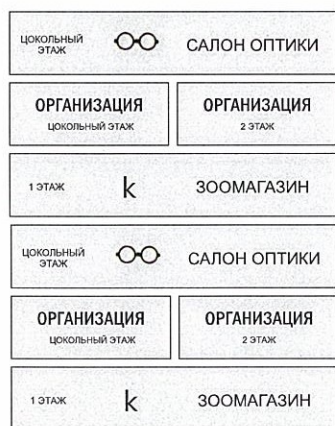 ЦОКОЛЬНЫЙ ЭТАЖ САЛОН ОПТИКИ
ОРГАНИЗАЦИЯ
ЦОКОЛЬНЫЙ ЭТАЖ
ОРГАНИЗАЦИЯ
2 ЭТАЖ
1 ЭТАЖ k ЗООМАГАЗИН
ЦОКОЛЬНЫЙ ЭТАЖ САЛОН ОПТИКИ
ОРГАНИЗАЦИЯ
ЦОКОЛЬНЫЙ ЭТАЖ
ОРГАНИЗАЦИЯ
2 ЭТАЖ
1 ЭТАЖ k ЗООМАГАЗИН